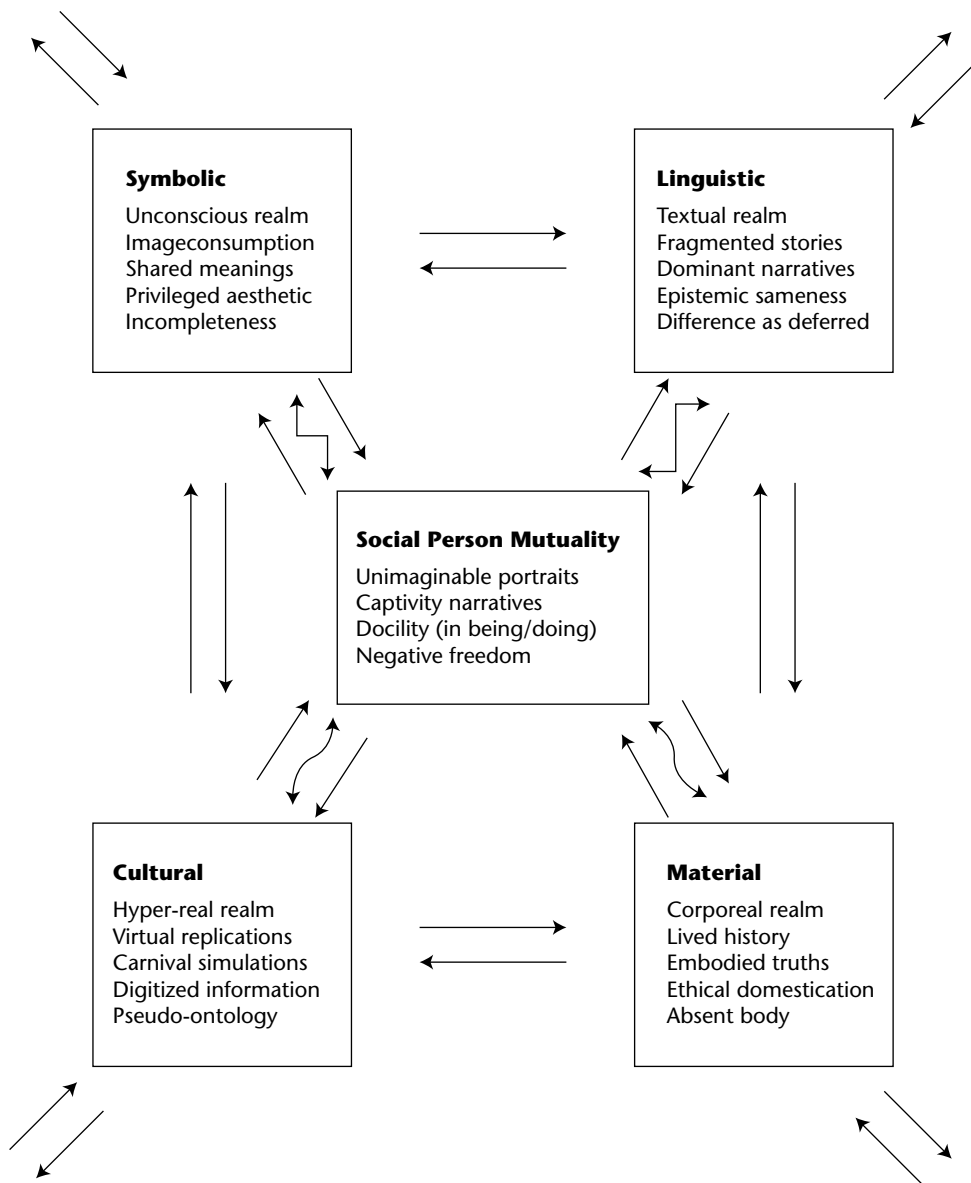 Symbolic
Unconscious realm
Imageconsumption
Shared meanings
Privileged aesthetic
Incompleteness
Linguistic
Textual realm
Fragmented stories
Dominant narratives
Epistemic sameness
Difference as deferred
Social Person Mutuality
Unimaginable portraits
Captivity narratives
Docility (in being/doing)
Negative freedom
Cultural
Hyper-real realm
Virtual replications
Carnival simulations
Digitized information
Pseudo-ontology
Material
Corporeal realm
Lived history
Embodied truths
Ethical domestication
Absent body